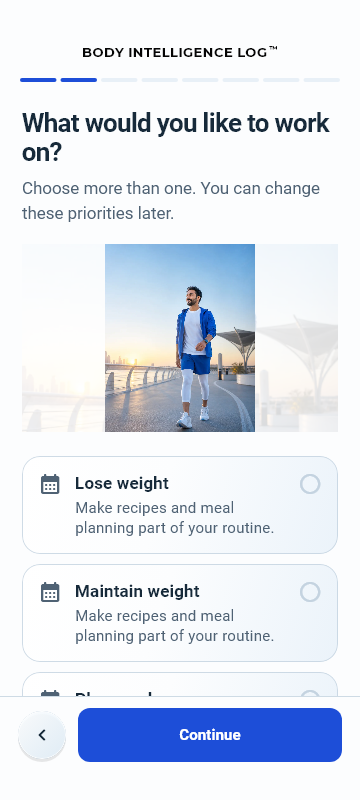 BODY INTELLIGENCE LOG™
What would you like to work
on?
Choose more than one. You can change
these priorities later.
Lose weight
Make recipes and meal
planning part of your routine.
Maintain weight
Make recipes and meal
planning part of your routine.
Continue